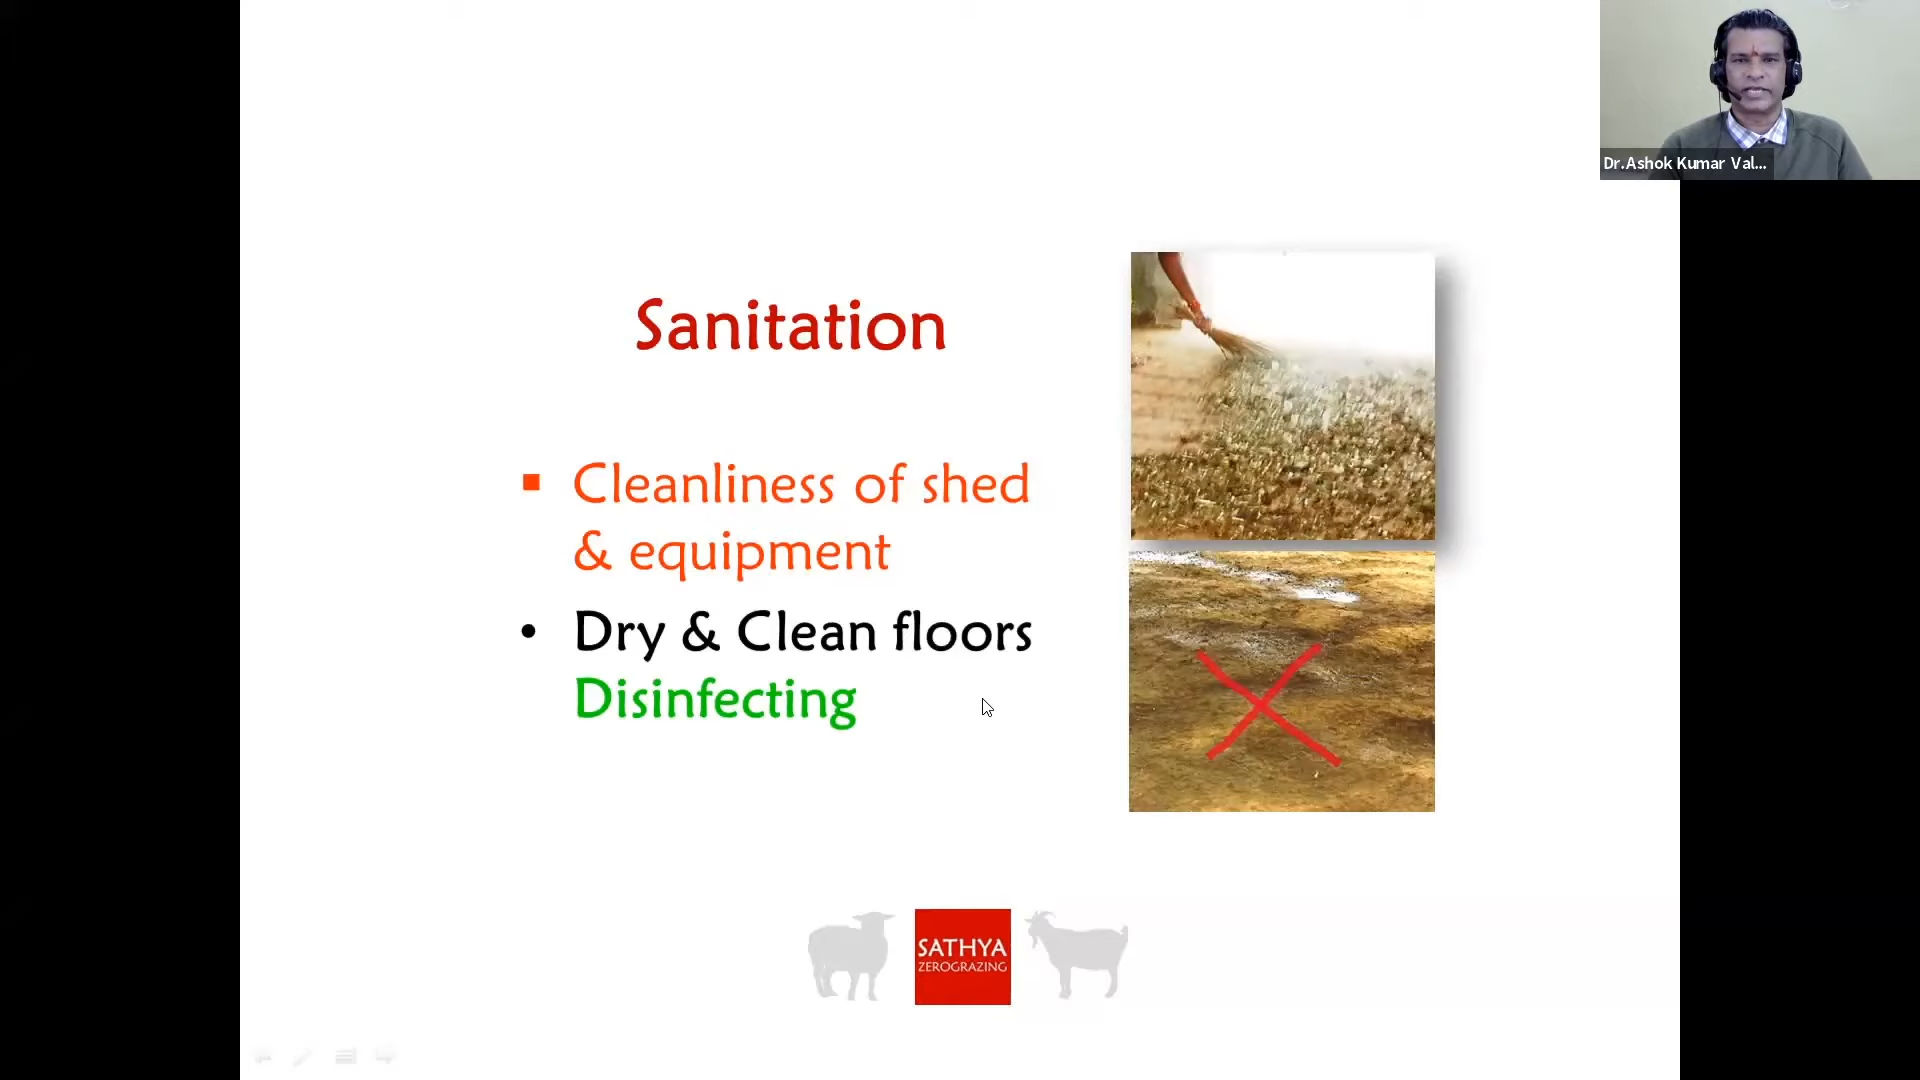 Dr.Ashok Kumar Val...
Sanitation
Cleanliness of shed
& equipment
Dry & Clean floors
Disinfecting
SATHYA
ZEROGRAZING